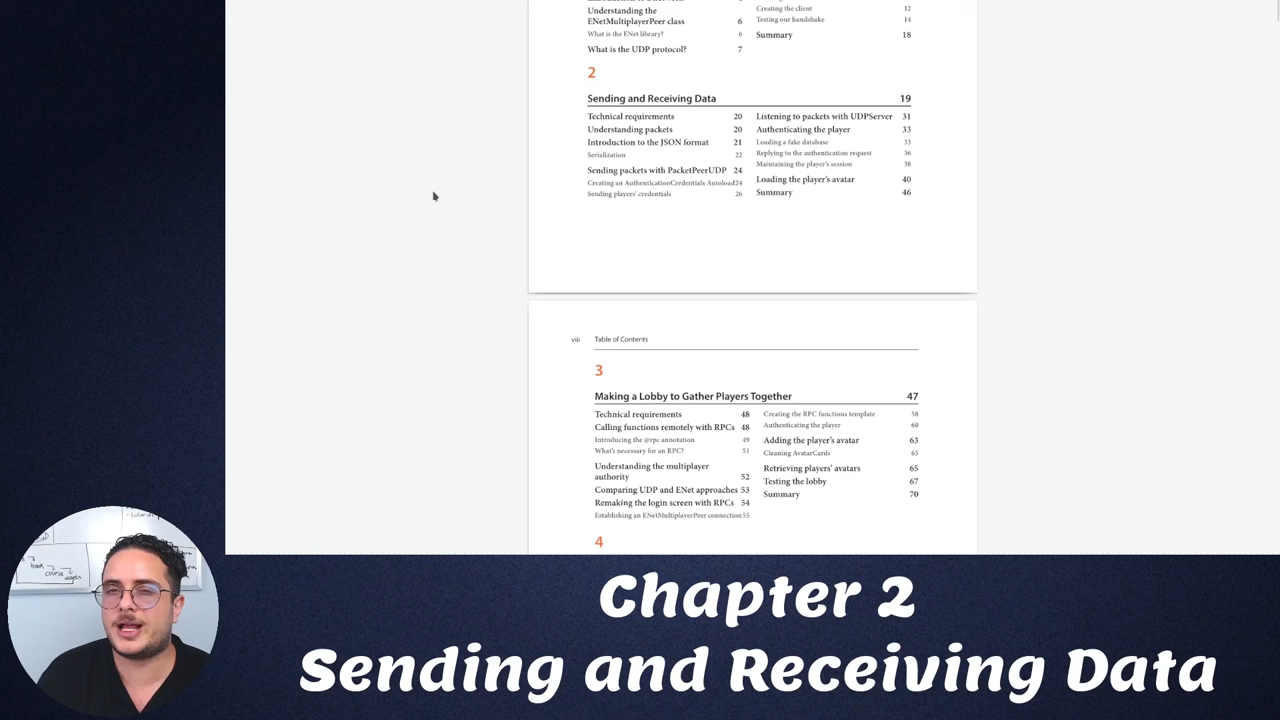 Understanding the
ENetMultiplayerPeer class 6
What is the ENet library? 6
What is the UDP protocol? 7
Creating the client 12
Testing our handshake 14
Summary 18
2
Sending and Receiving Data 19
Technical requirements 20
Understanding packets 20
Introduction to the JSON format 21
Serialization 22
Sending packets with PacketPeerUDP 24
Creating an AuthenticationCredentials Autoload24
Sending players' credentials 26
Listening to packets with UDPServer 31
Authenticating the player 33
Loading a fake database 33
Replying to the authentication request 36
Maintaining the player's session 38
Loading the player's avatar 40
Summary 46
viii Table of Contents
3
Making a Lobby to Gather Players Together 47
Technical requirements 48
Calling functions remotely with RPCs 48
Introducing the @rpc annotation 49
What's necessary for an RPC? 51
Understanding the multiplayer
authority 52
Comparing UDP and ENet approaches 53
Remaking the login screen with RPCs 54
Establishing an ENetMultiplayerPeer connection55
Creating the RPC functions template 58
Authenticating the player 60
Adding the player's avatar 63
Cleaning AvatarCards 65
Retrieving players' avatars 65
Testing the lobby 67
Summary 70
4
book
course
assets
Chapter 2
Sending and Receiving Data